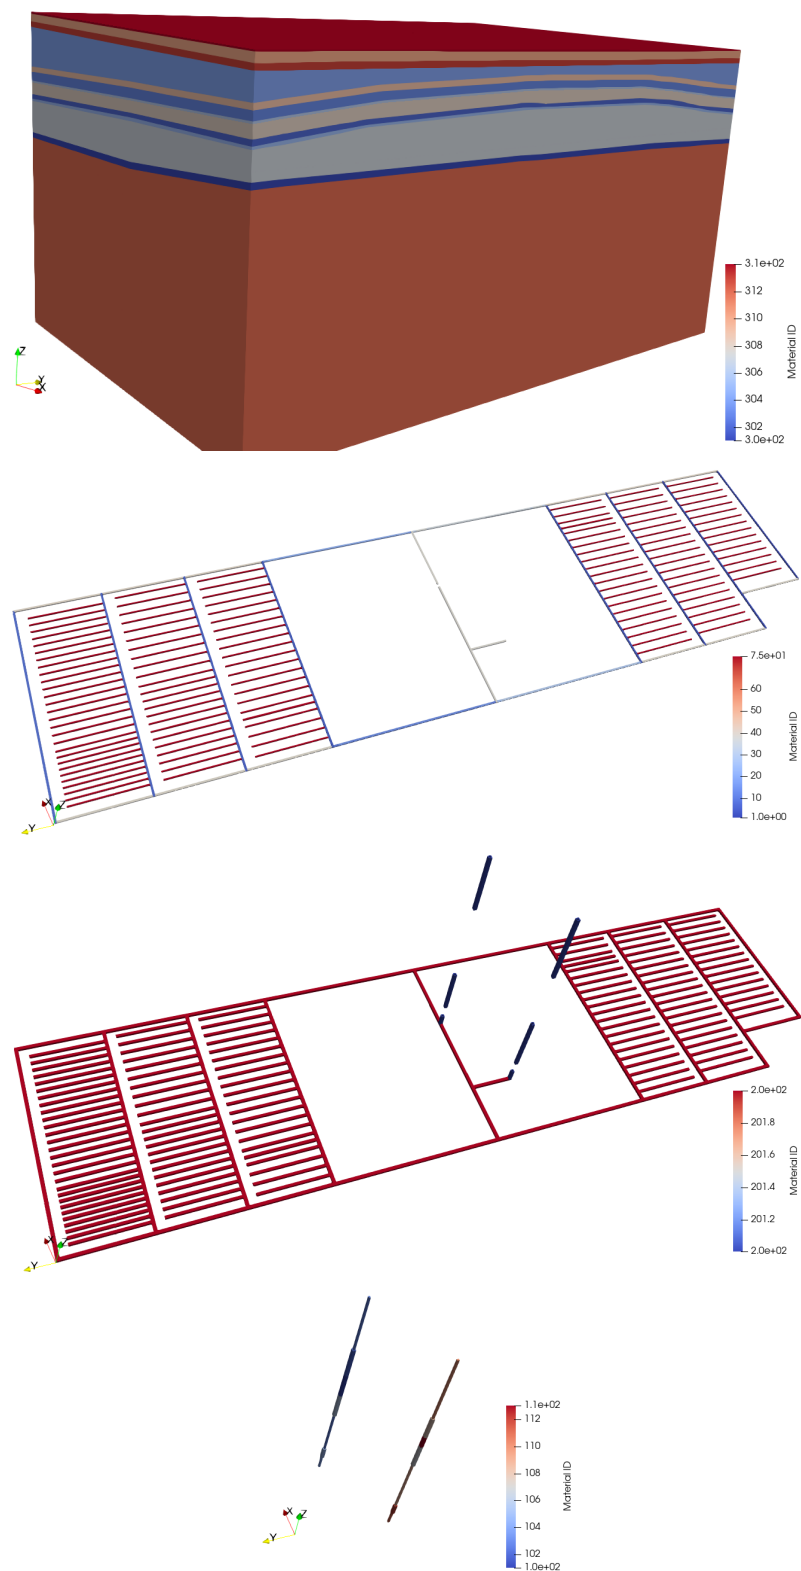 3.1e+02
312
310
308
306
304
302
3.0e+02
Material ID
Z
Y
X
7.5e+01
60
50
40
30
20
10
1.0e+00
Material ID
X
Z
Y
2.0e+02
201.8
201.6
201.4
201.2
2.0e+02
Material ID
X
Z
Y
1.1e+02
112
110
108
106
104
102
1.0e+02
Material ID
X
Z
Y